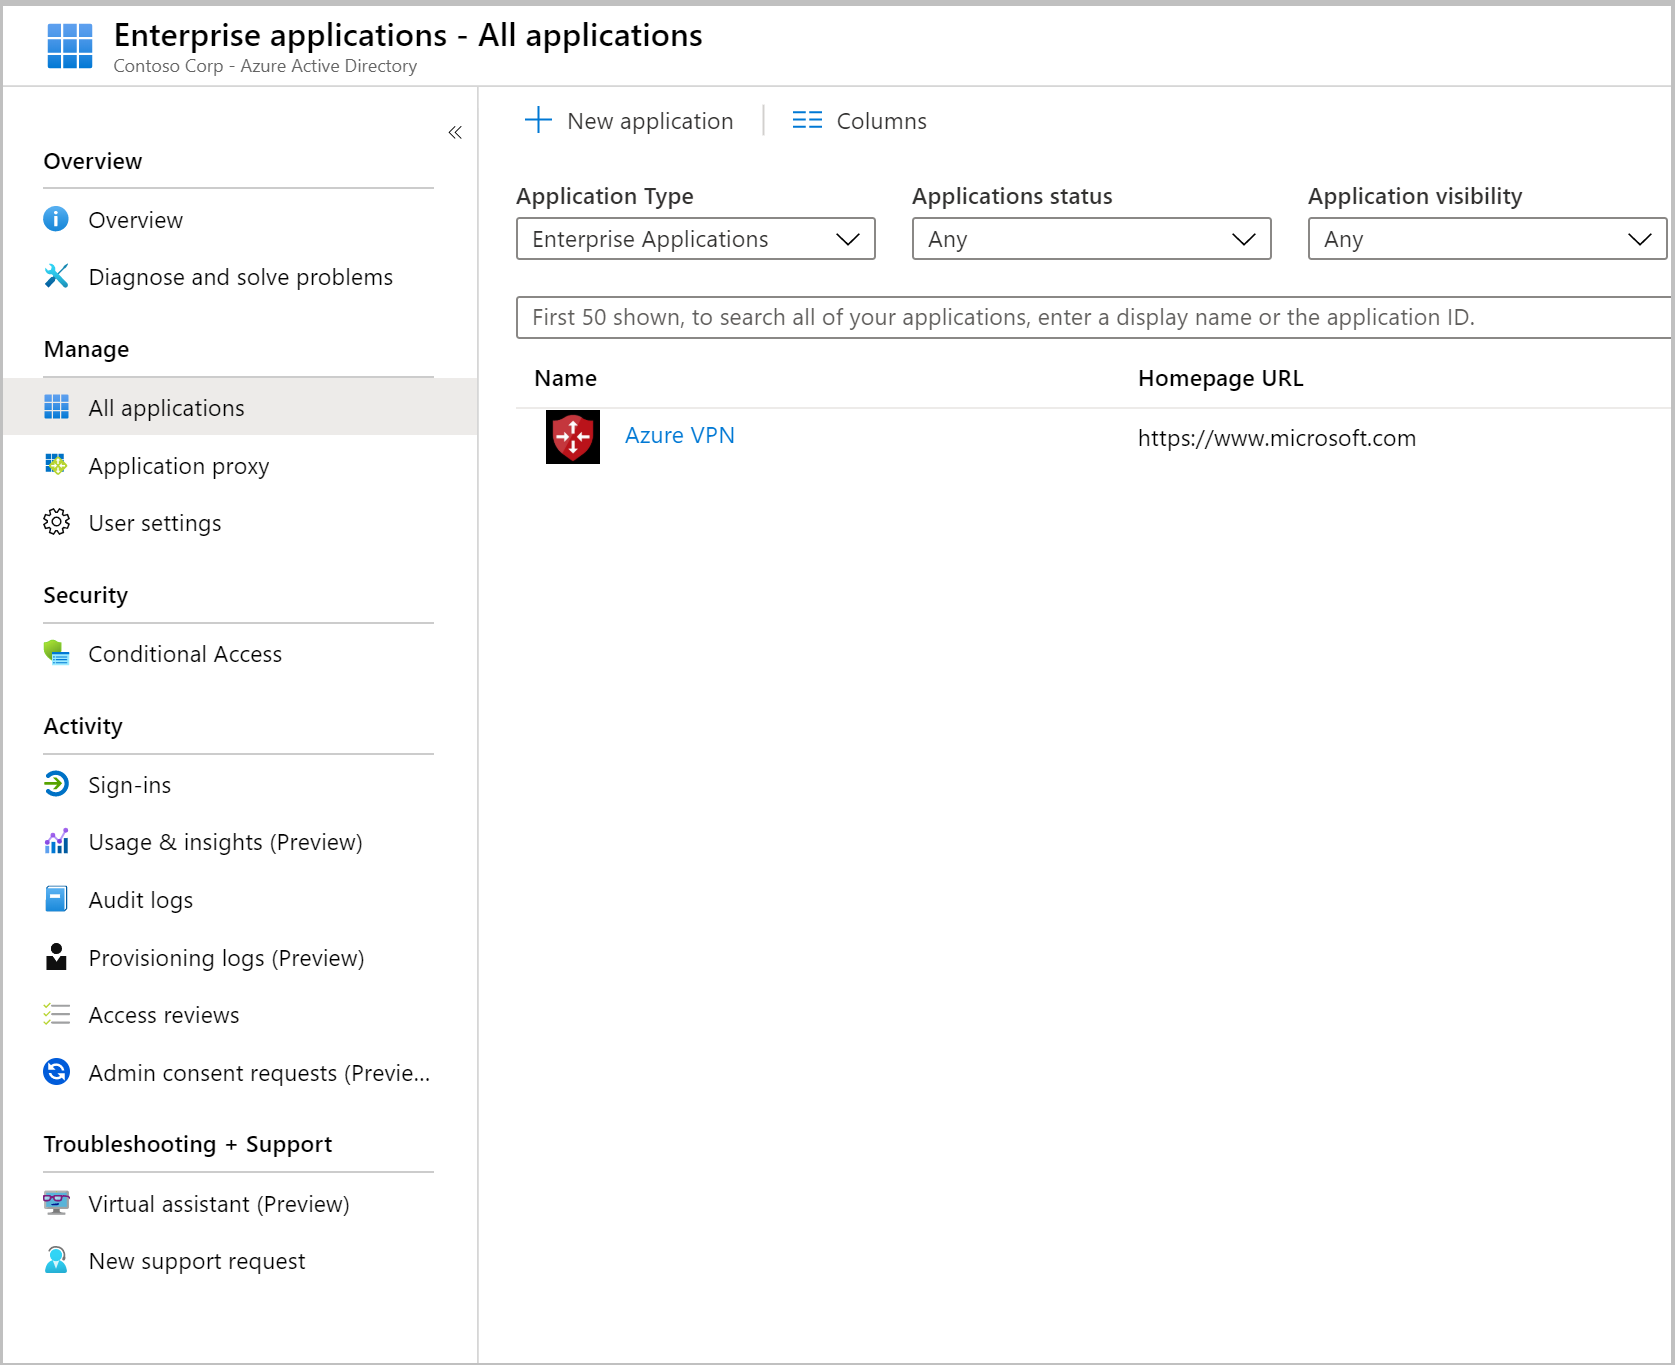 Enterprise applications - All applications
Contoso Corp - Azure Active Directory
Overview
Overview
Diagnose and solve problems
Manage
All applications
Application proxy
User settings
Security
Conditional Access
Activity
Sign-ins
Usage & insights (Preview)
Audit logs
Provisioning logs (Preview)
Access reviews
Admin consent requests (Previe...
Troubleshooting + Support
Virtual assistant (Preview)
New support request
New application
Columns
Application Type
Applications status
Application visibility
Enterprise Applications
Any
Any
First 50 shown, to search all of your applications, enter a display name or the application ID.
Name
Homepage URL
Azure VPN
https://www.microsoft.com